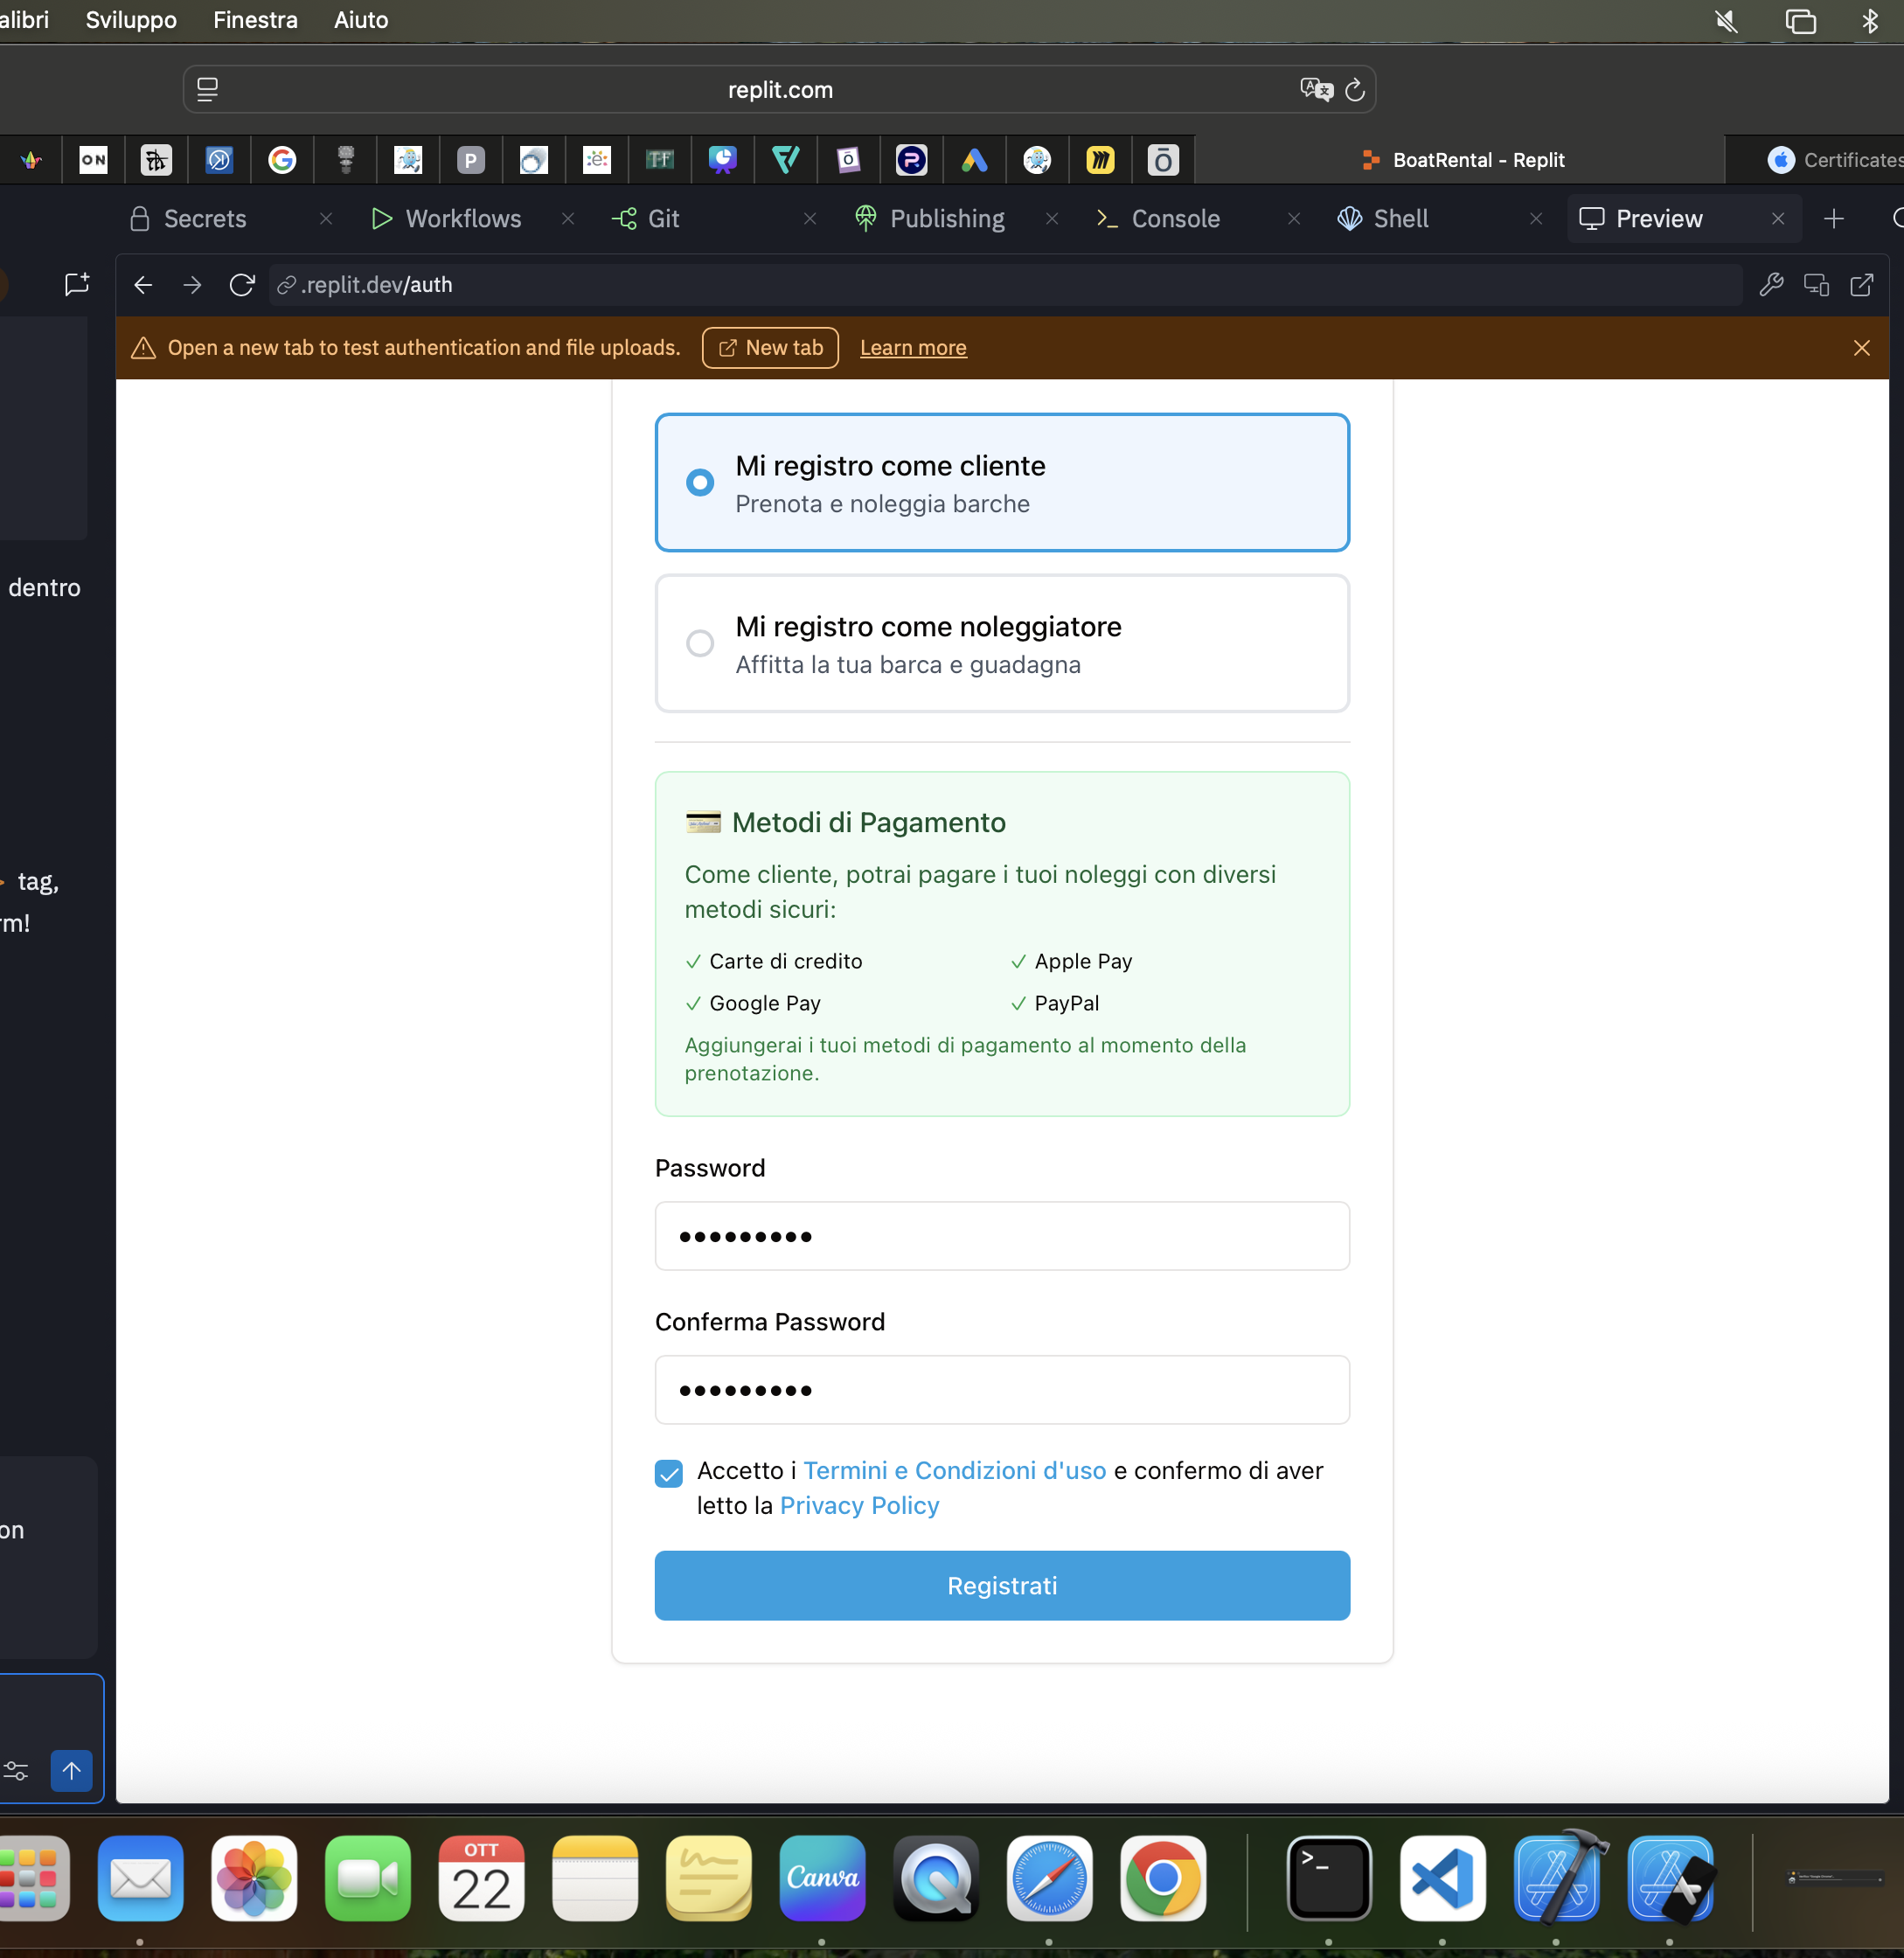 alibri Sviluppo Finestra Aiuto
replit.com
ON P TF BoatRental - Replit Certificates
Secrets Workflows Git Publishing Console Shell Preview
.replit.dev/auth
Open a new tab to test authentication and file uploads. New tab Learn more
Mi registro come cliente
Prenota e noleggia barche
dentro
Mi registro come noleggiatore
Affitta la tua barca e guadagna
Metodi di Pagamento
Come cliente, potrai pagare i tuoi noleggi con diversi
metodi sicuri:
tag,
rm!
✓ Carte di credito ✓ Apple Pay
✓ Google Pay ✓ PayPal
Aggiungerai i tuoi metodi di pagamento al momento della
prenotazione.
Password
•••••••••
Conferma Password
•••••••••
Accetto i Termini e Condizioni d'uso e confermo di aver
letto la Privacy Policy
on
Registrati
OTT
22
Canva